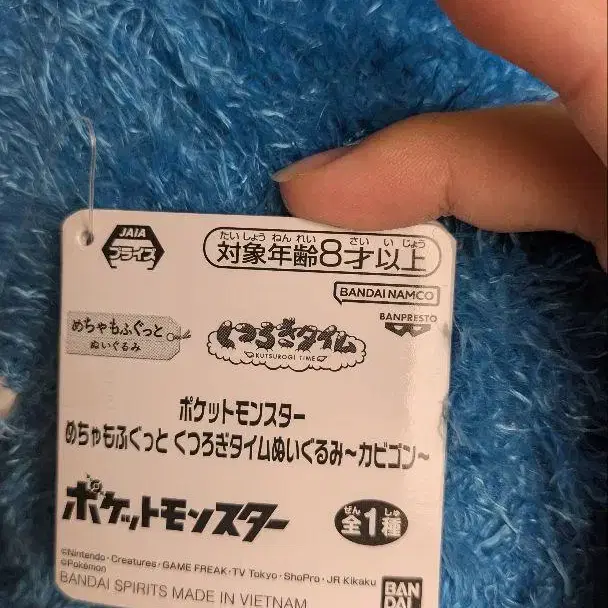 JAIA
プライズ
たいしょう ねん れい さい い じょう
対象年齢8才以上
BANDAI NAMCO
BANPRESTO
めちゃもふぐっと
ぬいぐるみ
くつろぎタイム
KUTSUROGI TIME
ポケットモンスター
めちゃもふぐっと くつろぎタイムぬいぐるみ~カビゴン~
ポケットモンスター
ぜん しゅ
全1種
©Nintendo・Creatures・GAME FREAK・TV Tokyo・ShoPro・JR Kikaku
©Pokémon
BANDAI SPIRITS MADE IN VIETNAM
BAN
DAI